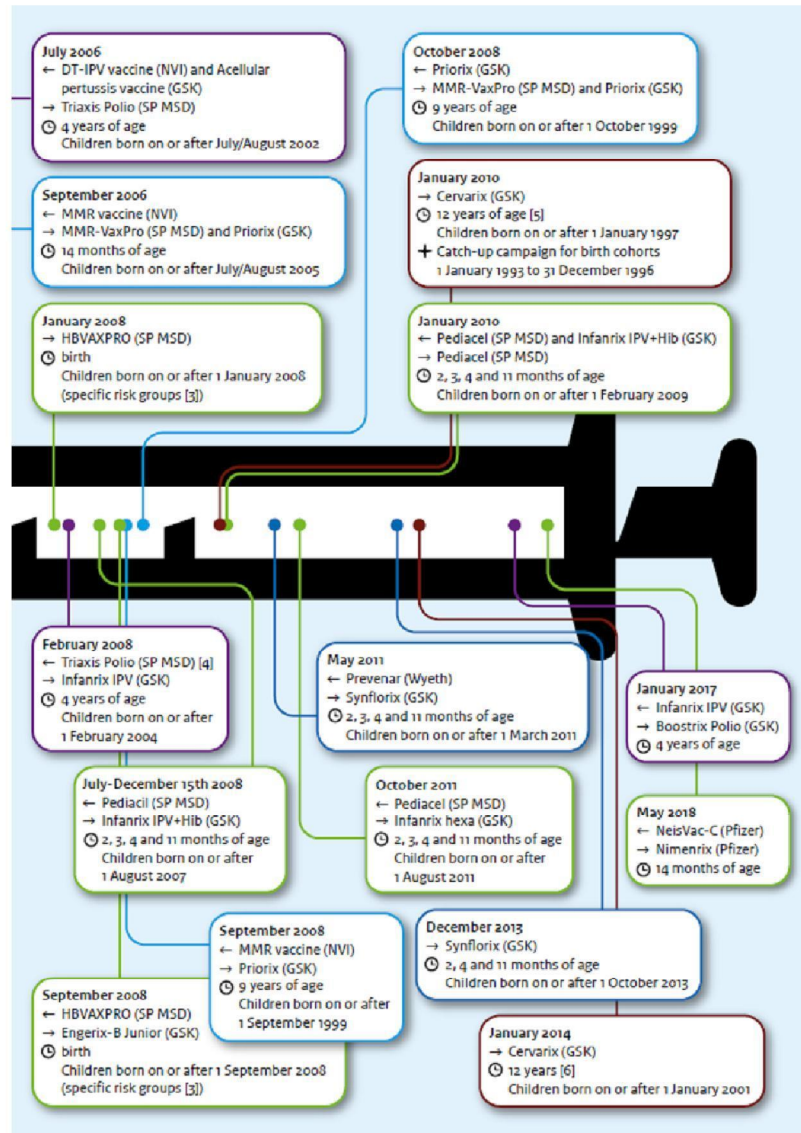 July 2006
← DT-IPV vaccine (NVI) and Acellular
pertussis vaccine (GSK)
→ Triaxis Polio (SP MSD)
4 years of age
Children born on or after July/August 2002
October 2008
← Priorix (GSK)
→ MMR-VaxPro (SP MSD) and Priorix (GSK)
9 years of age
Children born on or after 1 October 1999
September 2006
← MMR vaccine (NVI)
→ MMR-VaxPro (SP MSD) and Priorix (GSK)
14 months of age
Children born on or after July/August 2005
January 2010
→ Cervarix (GSK)
12 years of age [5]
Children born on or after 1 January 1997
+ Catch-up campaign for birth cohorts
1 January 1993 to 31 December 1996
January 2008
→ HBVAXPRO (SP MSD)
birth
Children born on or after 1 January 2008
(specific risk groups [3])
January 2010
← Pediacel (SP MSD) and Infanrix IPV+Hib (GSK)
→ Pediacel (SP MSD)
2, 3, 4 and 11 months of age
Children born on or after 1 February 2009
February 2008
← Triaxis Polio (SP MSD) [4]
→ Infanrix IPV (GSK)
4 years of age
Children born on or after
1 February 2004
May 2011
← Prevenar (Wyeth)
→ Synflorix (GSK)
2, 3, 4 and 11 months of age
Children born on or after 1 March 2011
January 2017
← Infanrix IPV (GSK)
→ Boostrix Polio (GSK)
4 years of age
July-December 15th 2008
← Pediacil (SP MSD)
→ Infanrix IPV+Hib (GSK)
2, 3, 4 and 11 months of age
Children born on or after
1 August 2007
October 2011
← Pediacel (SP MSD)
→ Infanrix hexa (GSK)
2, 3, 4 and 11 months of age
Children born on or after
1 August 2011
May 2018
← NeisVac-C (Pfizer)
→ Nimenrix (Pfizer)
14 months of age
September 2008
← MMR vaccine (NVI)
→ Priorix (GSK)
9 years of age
Children born on or after
1 September 1999
December 2013
→ Synflorix (GSK)
2, 4 and 11 months of age
Children born on or after 1 October 2013
September 2008
← HBVAXPRO (SP MSD)
→ Engerix-B Junior (GSK)
birth
Children born on or after 1 September 2008
(specific risk groups [3])
January 2014
→ Cervarix (GSK)
12 years [6]
Children born on or after 1 January 2001